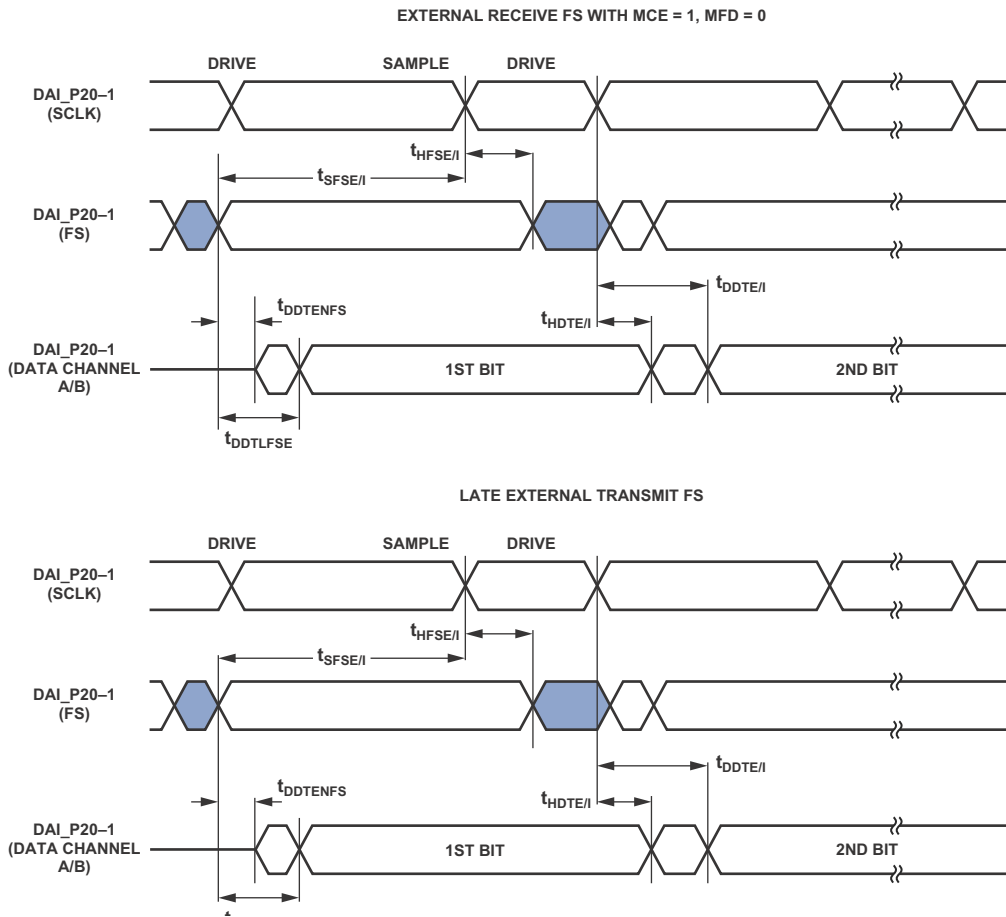 EXTERNAL RECEIVE FS WITH MCE = 1, MFD = 0
DRIVE SAMPLE DRIVE
DAI_P20–1
(SCLK)
tHFSE/I
tSFSE/I
DAI_P20–1
(FS)
tDDTE/I
tDDTENFS
tHDTE/I
DAI_P20–1
(DATA CHANNEL
A/B)
1ST BIT 2ND BIT
tDDTLFSE
LATE EXTERNAL TRANSMIT FS
DRIVE SAMPLE DRIVE
DAI_P20–1
(SCLK)
tHFSE/I
tSFSE/I
DAI_P20–1
(FS)
tDDTE/I
tDDTENFS
tHDTE/I
DAI_P20–1
(DATA CHANNEL
A/B)
1ST BIT 2ND BIT